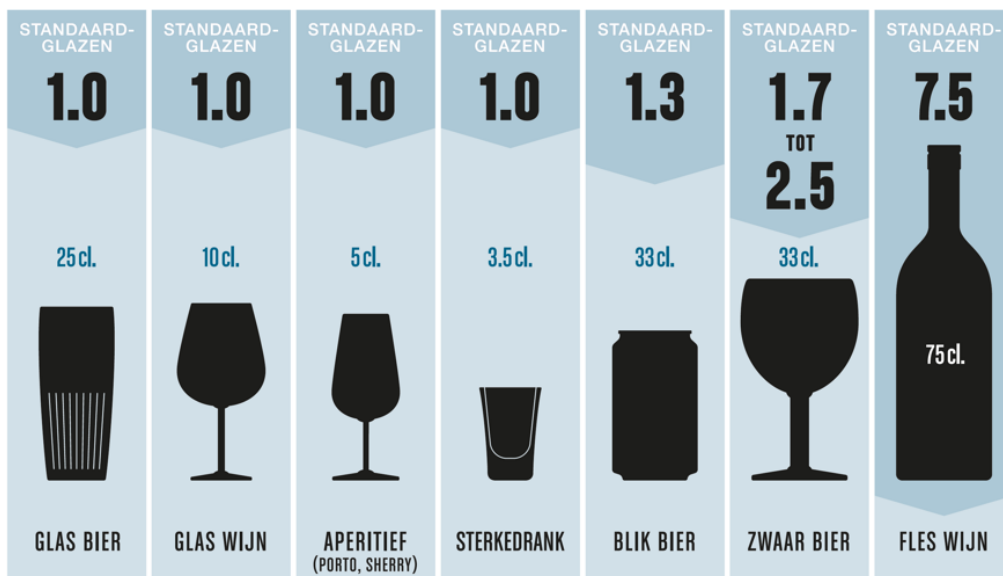 STANDAARD-
GLAZEN
1.0
25 cl.
GLAS BIER
STANDAARD-
GLAZEN
1.0
10 cl.
GLAS WIJN
STANDAARD-
GLAZEN
1.0
5 cl.
APERITIEF
(PORTO, SHERRY)
STANDAARD-
GLAZEN
1.0
3.5 cl.
STERKEDRANK
STANDAARD-
GLAZEN
1.3
33 cl.
BLIK BIER
STANDAARD-
GLAZEN
1.7
TOT
2.5
33 cl.
ZWAAR BIER
STANDAARD-
GLAZEN
7.5
75 cl.
FLES WIJN